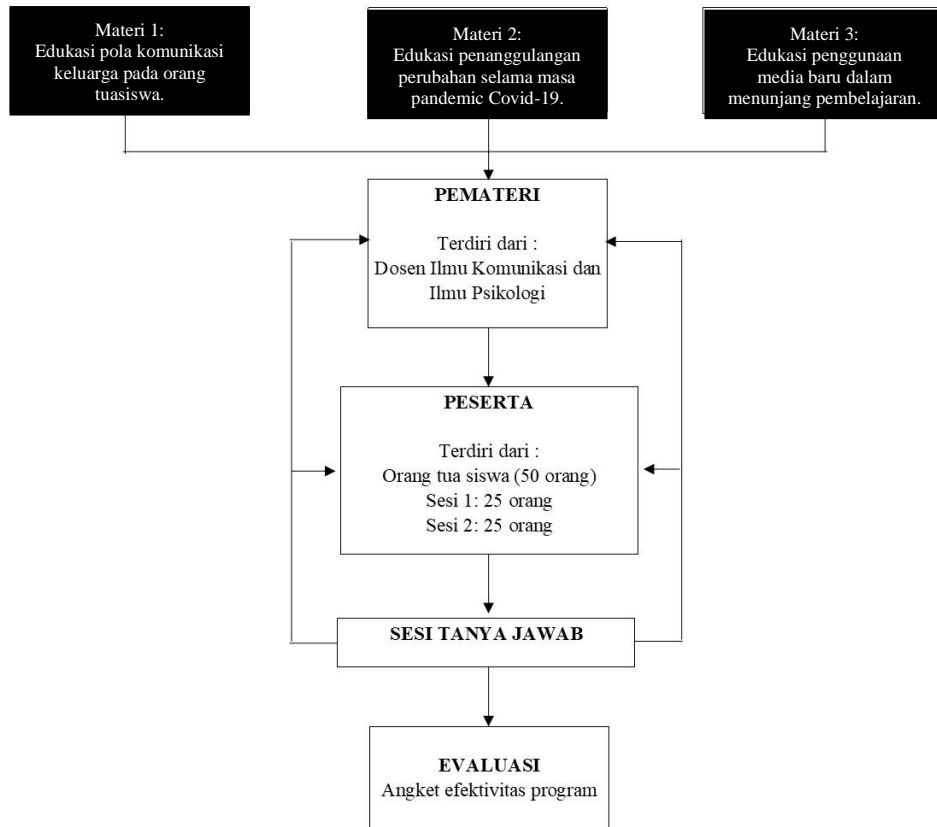 Materi 1:
Edukasi pola komunikasi
keluarga pada orang
tuasiswa.
Materi 2:
Edukasi penanggulangan
perubahan selama masa
pandemic Covid-19.
Materi 3:
Edukasi penggunaan
media baru dalam
menunjang pembelajaran.
PEMATERI
Terdiri dari :
Dosen Ilmu Komunikasi dan
Ilmu Psikologi
PESERTA
Terdiri dari :
Orang tua siswa (50 orang)
Sesi 1: 25 orang
Sesi 2: 25 orang
SESI TANYA JAWAB
EVALUASI
Angket efektivitas program